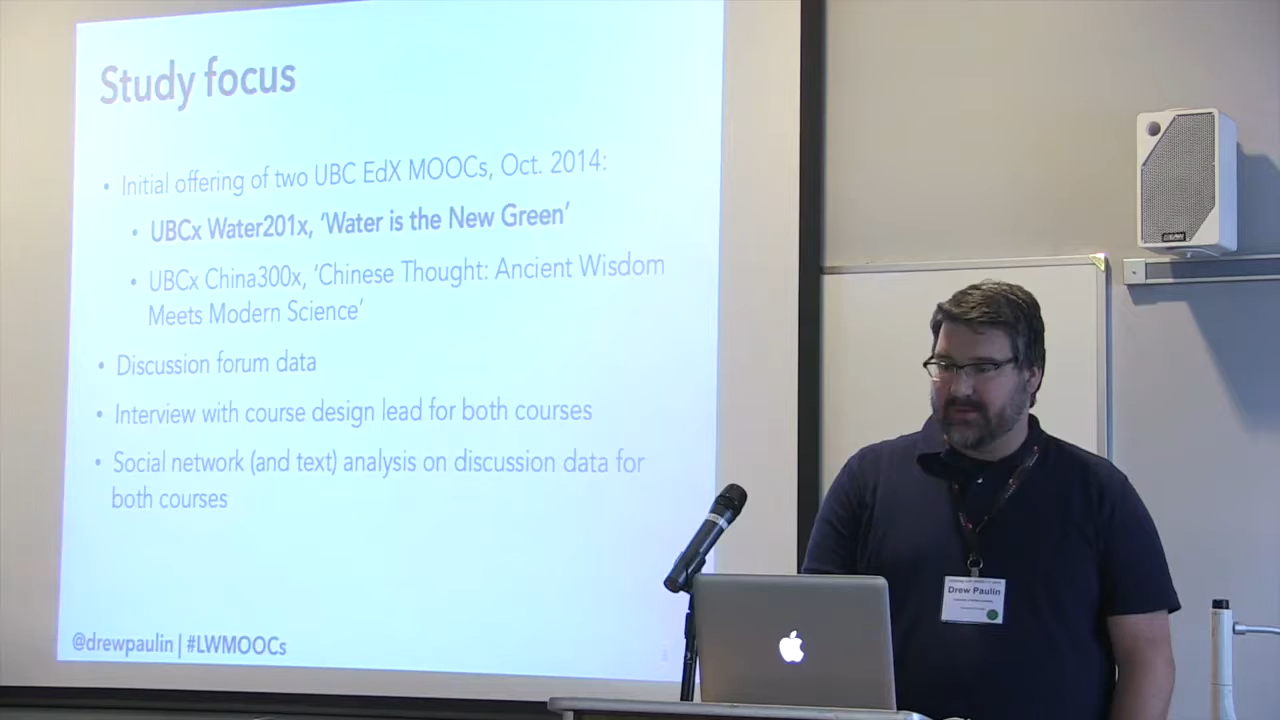 Study focus
• Initial offering of two UBC EdX MOOCs, Oct. 2014:
• UBCx Water201x, ‘Water is the New Green’
• UBCx China300x, ‘Chinese Thought: Ancient Wisdom
Meets Modern Science’
• Discussion forum data
• Interview with course design lead for both courses
• Social network (and text) analysis on discussion data for
both courses
@drewpaulin | #LWMOOCs
Drew Paulin